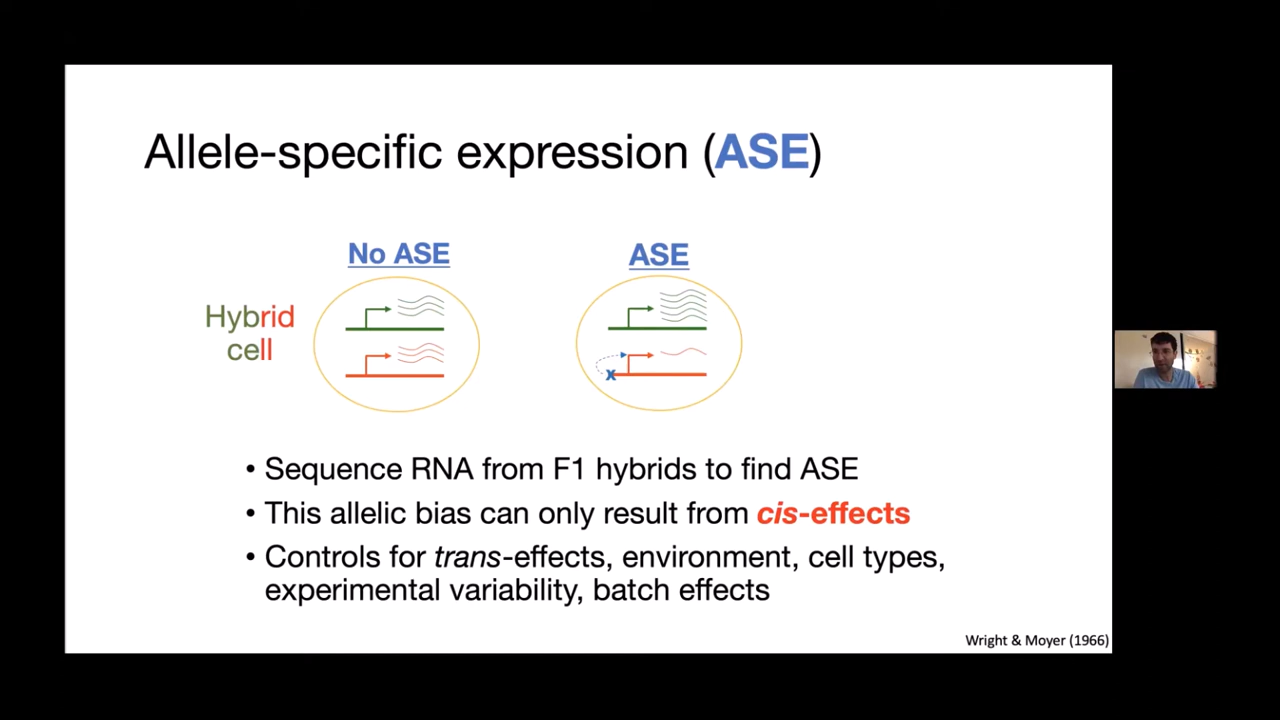 Allele-specific expression (ASE)
No ASE
ASE
Hybrid
cell
x
• Sequence RNA from F1 hybrids to find ASE
• This allelic bias can only result from cis-effects
• Controls for trans-effects, environment, cell types,
experimental variability, batch effects
Wright & Moyer (1966)